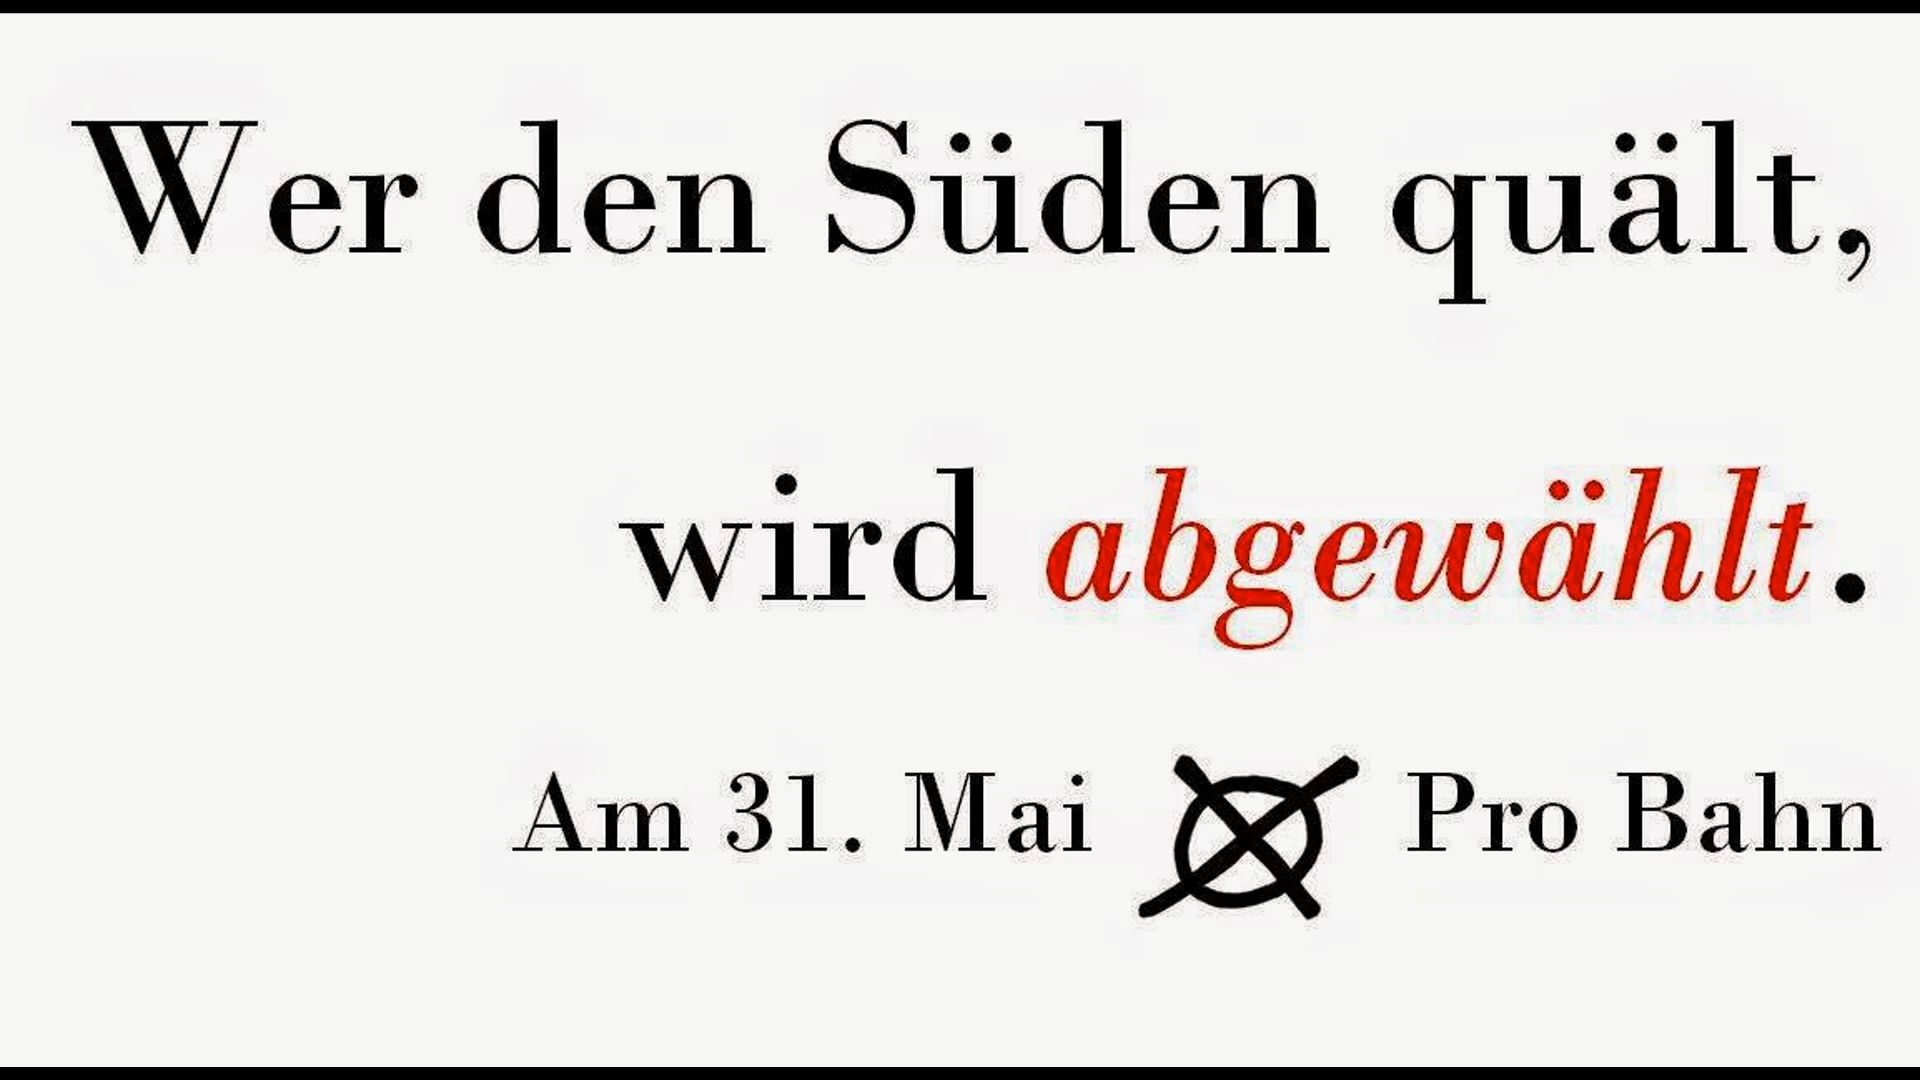 Wer den Süden quält,
wird abgewählt.
Am 31. Mai Pro Bahn